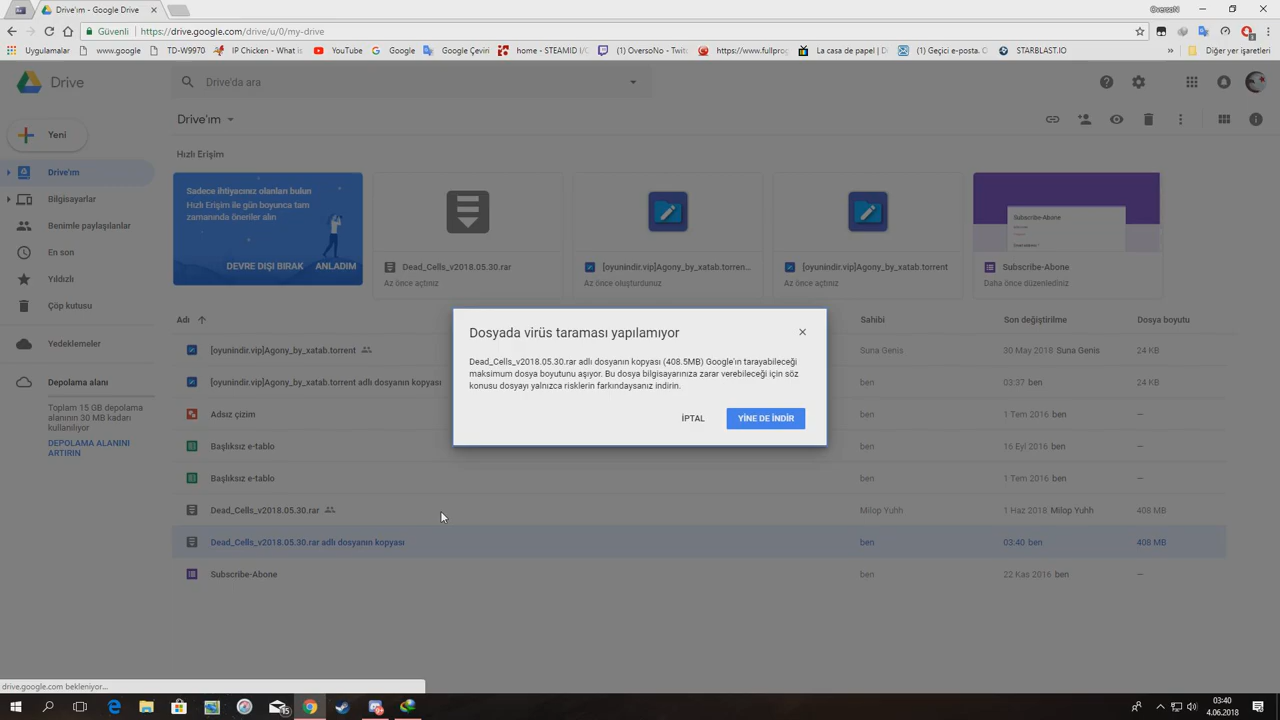 Drive'ım - Google Drive
OversoN
Güvenli
https://drive.google.com/drive/u/0/my-drive
Uygulamalar
www.google
TD-W9970
IP Chicken - What is
YouTube
Google
Google Çeviri
home - STEAMID I/O
(1) OversNo - Twitc
https://www.fullprog
La casa de papel | D
(1) Geçici e-posta. G
STARBLAST.IO
»
Diğer yer işaretleri
Drive
Drive'da ara
Yeni
Drive'ım
Hızlı Erişim
Drive'ım
Bilgisayarlar
Benimle paylaşılanlar
En son
Yıldızlı
Çöp kutusu
Yedeklemeler
Depolama alanı
Toplam 15 GB depolama
alanının 30 MB kadarı
kullanılıyor
DEPOLAMA ALANINI
ARTIRIN
Sadece ihtiyacınız olanları bulun
Hızlı Erişim ile gün boyunca tam
zamanında öneriler alın
DEVRE DIŞI BIRAK ANLADIM
Dead_Cells_v2018.05.30.rar
Az önce açtınız
[oyunindir.vip]Agony_by_xatab.torren...
Az önce oluşturdunuz
[oyunindir.vip]Agony_by_xatab.torrent
Az önce açtınız
Subscribe-Abone
Subscribe-Abone
Daha önce düzenlediniz
Adı
Sahibi
Son değiştirilme
Dosya boyutu
[oyunindir.vip]Agony_by_xatab.torrent
Suna Genis
30 May 2018 Suna Genis
24 KB
[oyunindir.vip]Agony_by_xatab.torrent adlı dosyanın kopyası
ben
03:37 ben
24 KB
Adsız çizim
ben
1 Tem 2016 ben
—
Başlıksız e-tablo
ben
16 Eyl 2016 ben
—
Başlıksız e-tablo
ben
1 Tem 2016 ben
—
Dead_Cells_v2018.05.30.rar
Milop Yuhh
1 Haz 2018 Milop Yuhh
408 MB
Dead_Cells_v2018.05.30.rar adlı dosyanın kopyası
ben
03:40 ben
408 MB
Subscribe-Abone
ben
22 Kas 2016 ben
—
Dosyada virüs taraması yapılamıyor
Dead_Cells_v2018.05.30.rar adlı dosyanın kopyası (408.5MB) Google'ın tarayabileceği
maksimum dosya boyutunu aşıyor. Bu dosya bilgisayarınıza zarar verebileceği için söz
konusu dosyayı yalnızca risklerin farkındaysanız indirin.
İPTAL
YİNE DE İNDİR
drive.google.com bekleniyor...
15
03:40
4.06.2018